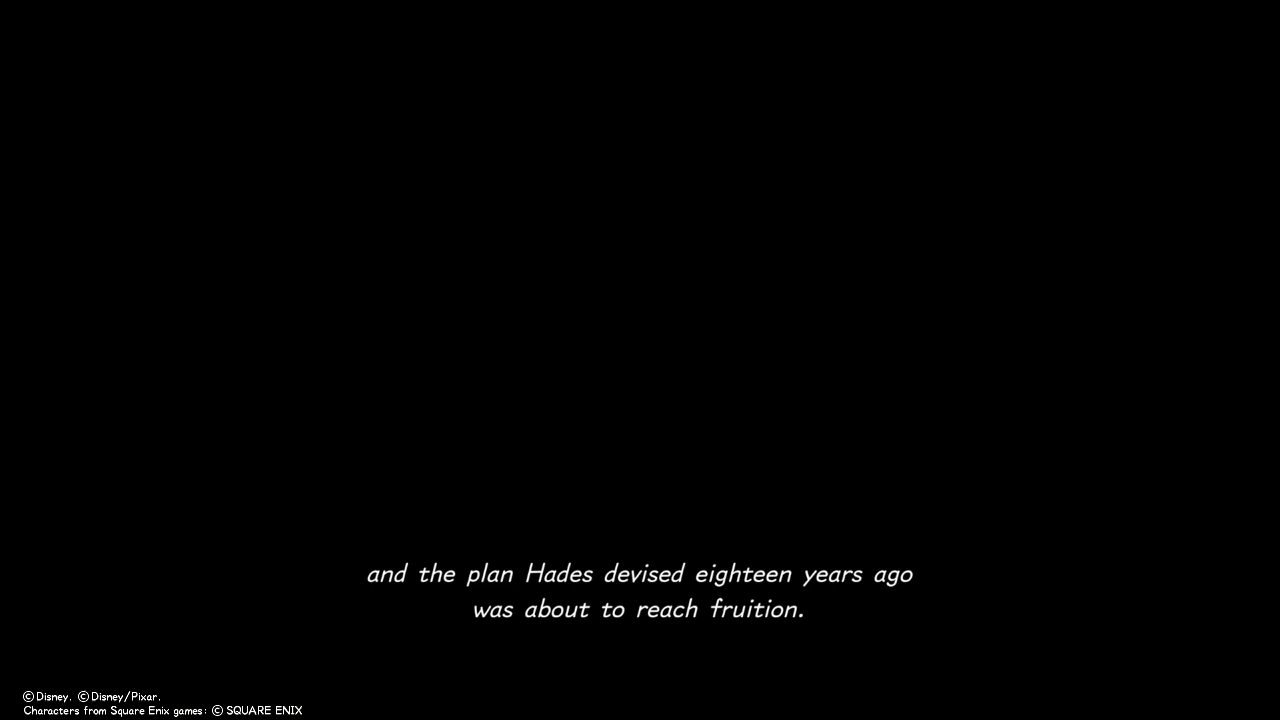 and the plan Hades devised eighteen years ago
was about to reach fruition.
©Disney. ©Disney/Pixar.
Characters from Square Enix games: © SQUARE ENIX